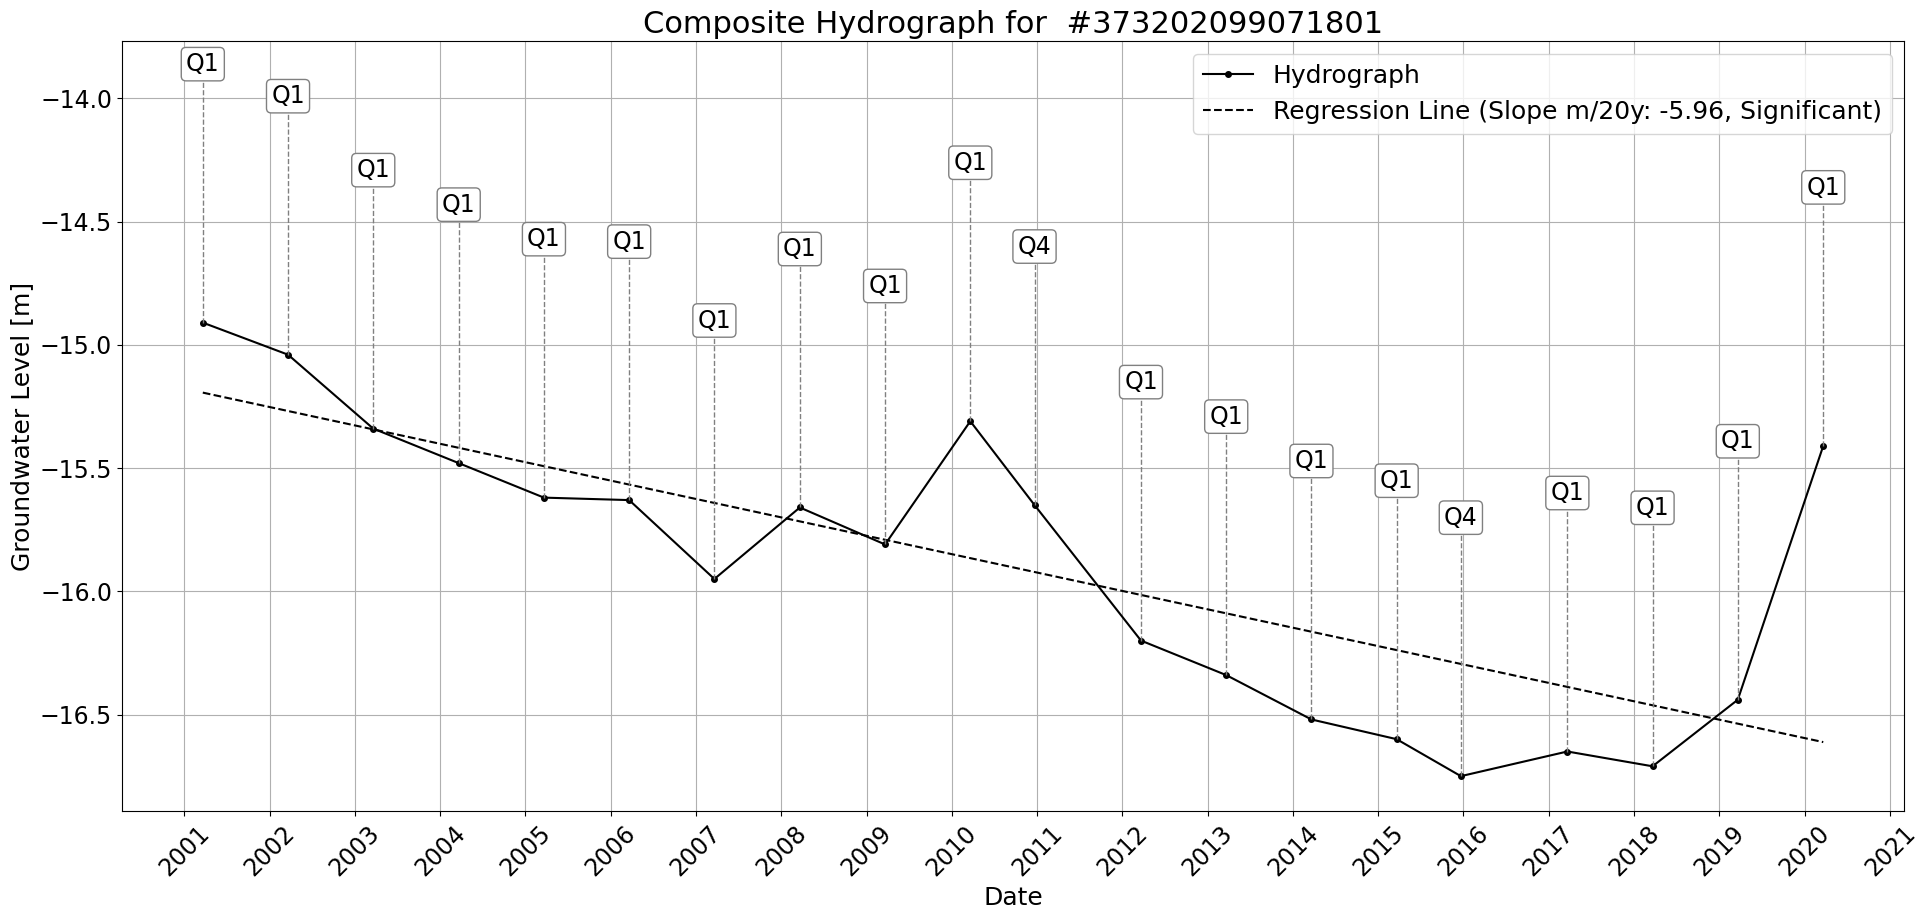 Composite Hydrograph for  #373202099071801
Hydrograph
Regression Line (Slope m/20y: -5.96, Significant)
Groundwater Level [m]
−14.0
−14.5
−15.0
−15.5
−16.0
−16.5
Q1
Q1
Q1
Q1
Q1
Q1
Q1
Q1
Q1
Q1
Q4
Q1
Q1
Q1
Q1
Q4
Q1
Q1
Q1
Q1
2001
2002
2003
2004
2005
2006
2007
2008
2009
2010
2011
2012
2013
2014
2015
2016
2017
2018
2019
2020
2021
Date